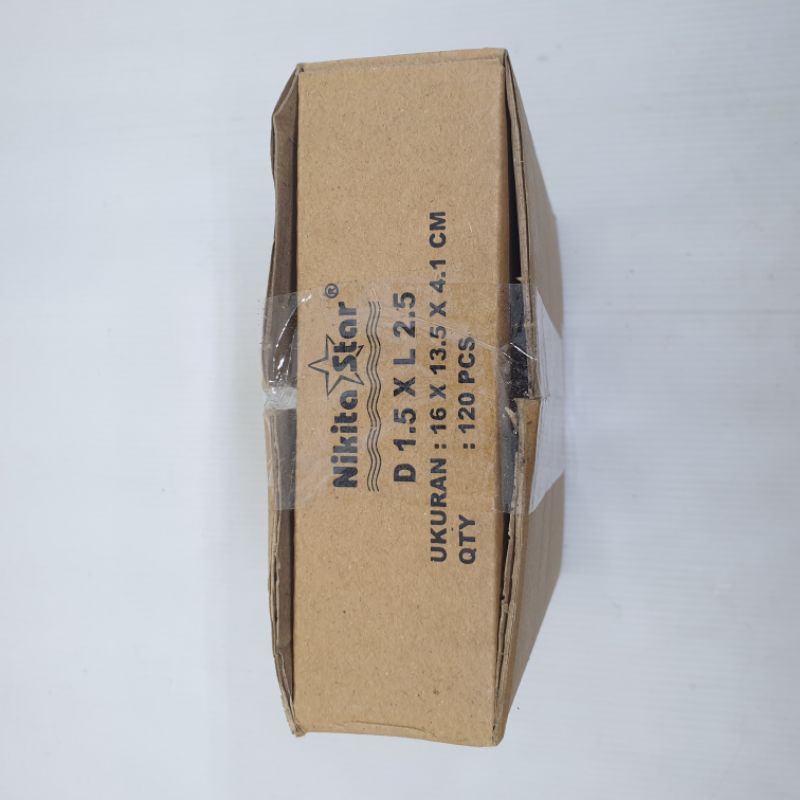 Nikita Star®
D 1.5 X L 2.5
UKURAN : 16 X 13.5 X 4.1 CM
QTY : 120 PCS